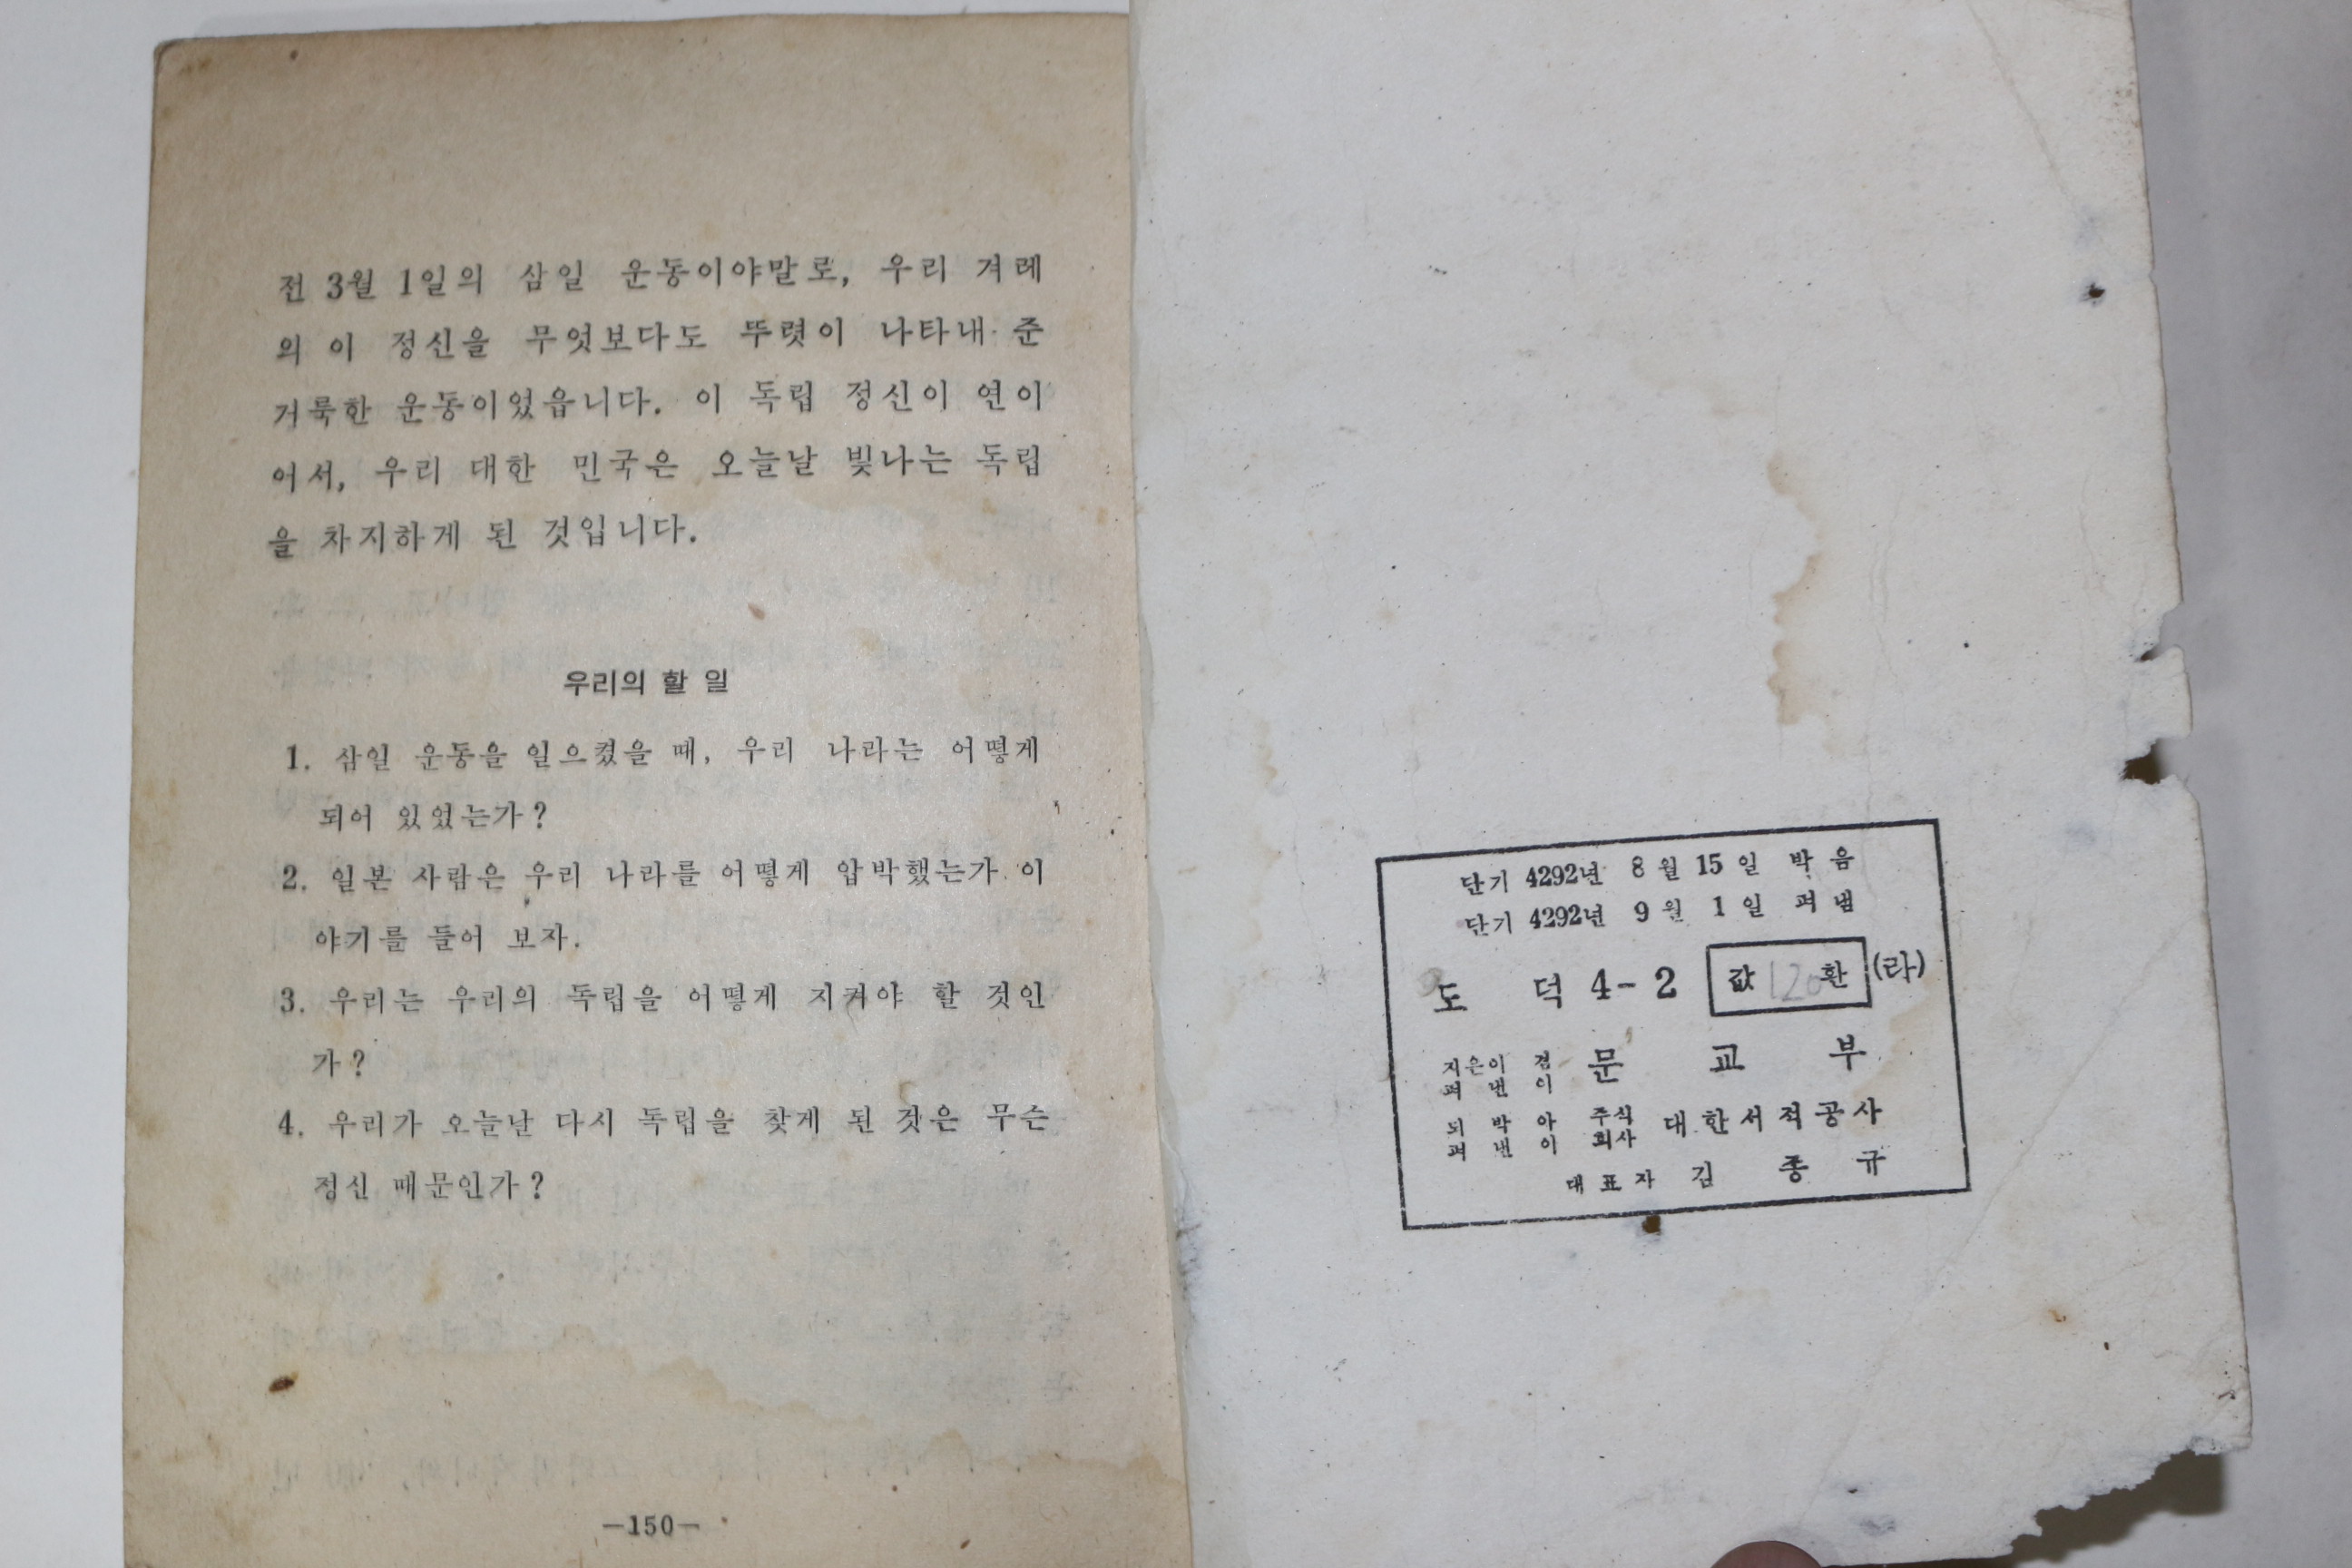 전 3월 1일의 삼일 운동이야말로, 우리 겨레
의 이 정신을 무엇보다도 뚜렷이 나타내 준
거룩한 운동이었읍니다. 이 독립 정신이 연이
어서, 우리 대한 민국은 오늘날 빛나는 독립
을 차지하게 된 것입니다.
우리의 할 일
1. 삼일 운동을 일으켰을 때, 우리 나라는 어떻게
되어 있었는가?
2. 일본 사람은 우리 나라를 어떻게 압박했는가 이
야기를 들어 보자.
3. 우리는 우리의 독립을 어떻게 지켜야 할 것인
가?
4. 우리가 오늘날 다시 독립을 찾게 된 것은 무슨
정신 때문인가?
—150—
단기 4292년 8월 15일 박음
단기 4292년 9월 1일 펴냄
도 덕 4-2 값 120 환 (라)
지은이 겸 문 교 부
펴 낸 이
되 박 아 주식 대한서적공사
펴 낸 이 회사
대표자 김 종 규